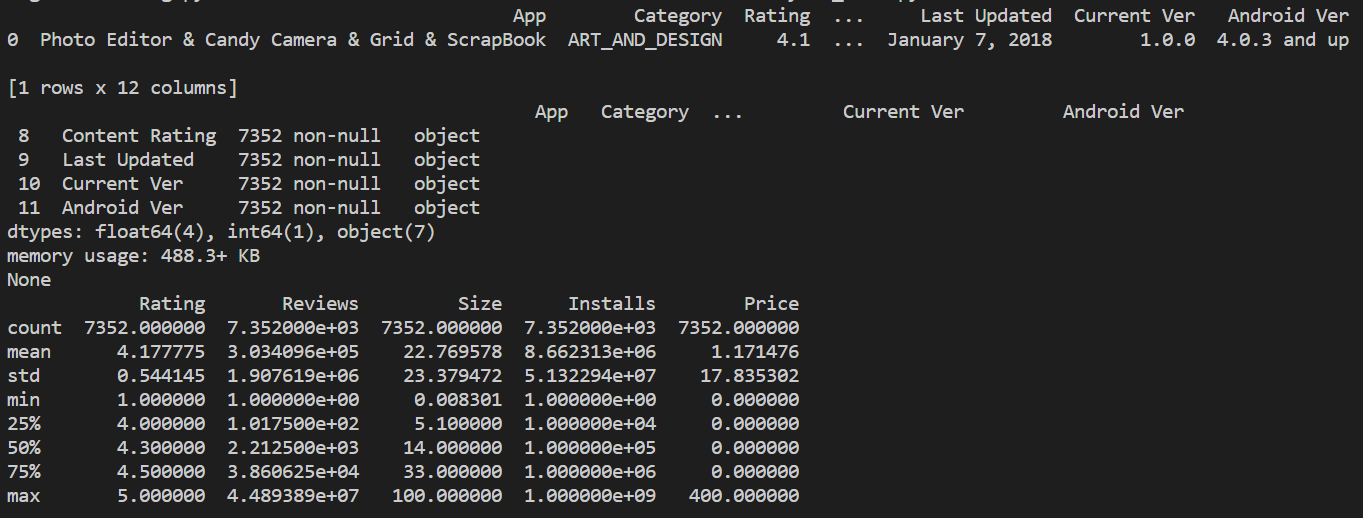 App Category Rating ... Last Updated Current Ver Android Ver
0 Photo Editor & Candy Camera & Grid & ScrapBook ART_AND_DESIGN 4.1 ... January 7, 2018 1.0.0 4.0.3 and up
[1 rows x 12 columns]
App Category ... Current Ver Android Ver
8 Content Rating 7352 non-null object
9 Last Updated 7352 non-null object
10 Current Ver 7352 non-null object
11 Android Ver 7352 non-null object
dtypes: float64(4), int64(1), object(7)
memory usage: 488.3+ KB
None
Rating Reviews Size Installs Price
count 7352.000000 7.352000e+03 7352.000000 7.352000e+03 7352.000000
mean 4.177775 3.034096e+05 22.769578 8.662313e+06 1.171476
std 0.544145 1.907619e+06 23.379472 5.132294e+07 17.835302
min 1.000000 1.000000e+00 0.008301 1.000000e+00 0.000000
25% 4.000000 1.017500e+02 5.100000 1.000000e+04 0.000000
50% 4.300000 2.212500e+03 14.000000 1.000000e+05 0.000000
75% 4.500000 3.860625e+04 33.000000 1.000000e+06 0.000000
max 5.000000 4.489389e+07 100.000000 1.000000e+09 400.000000